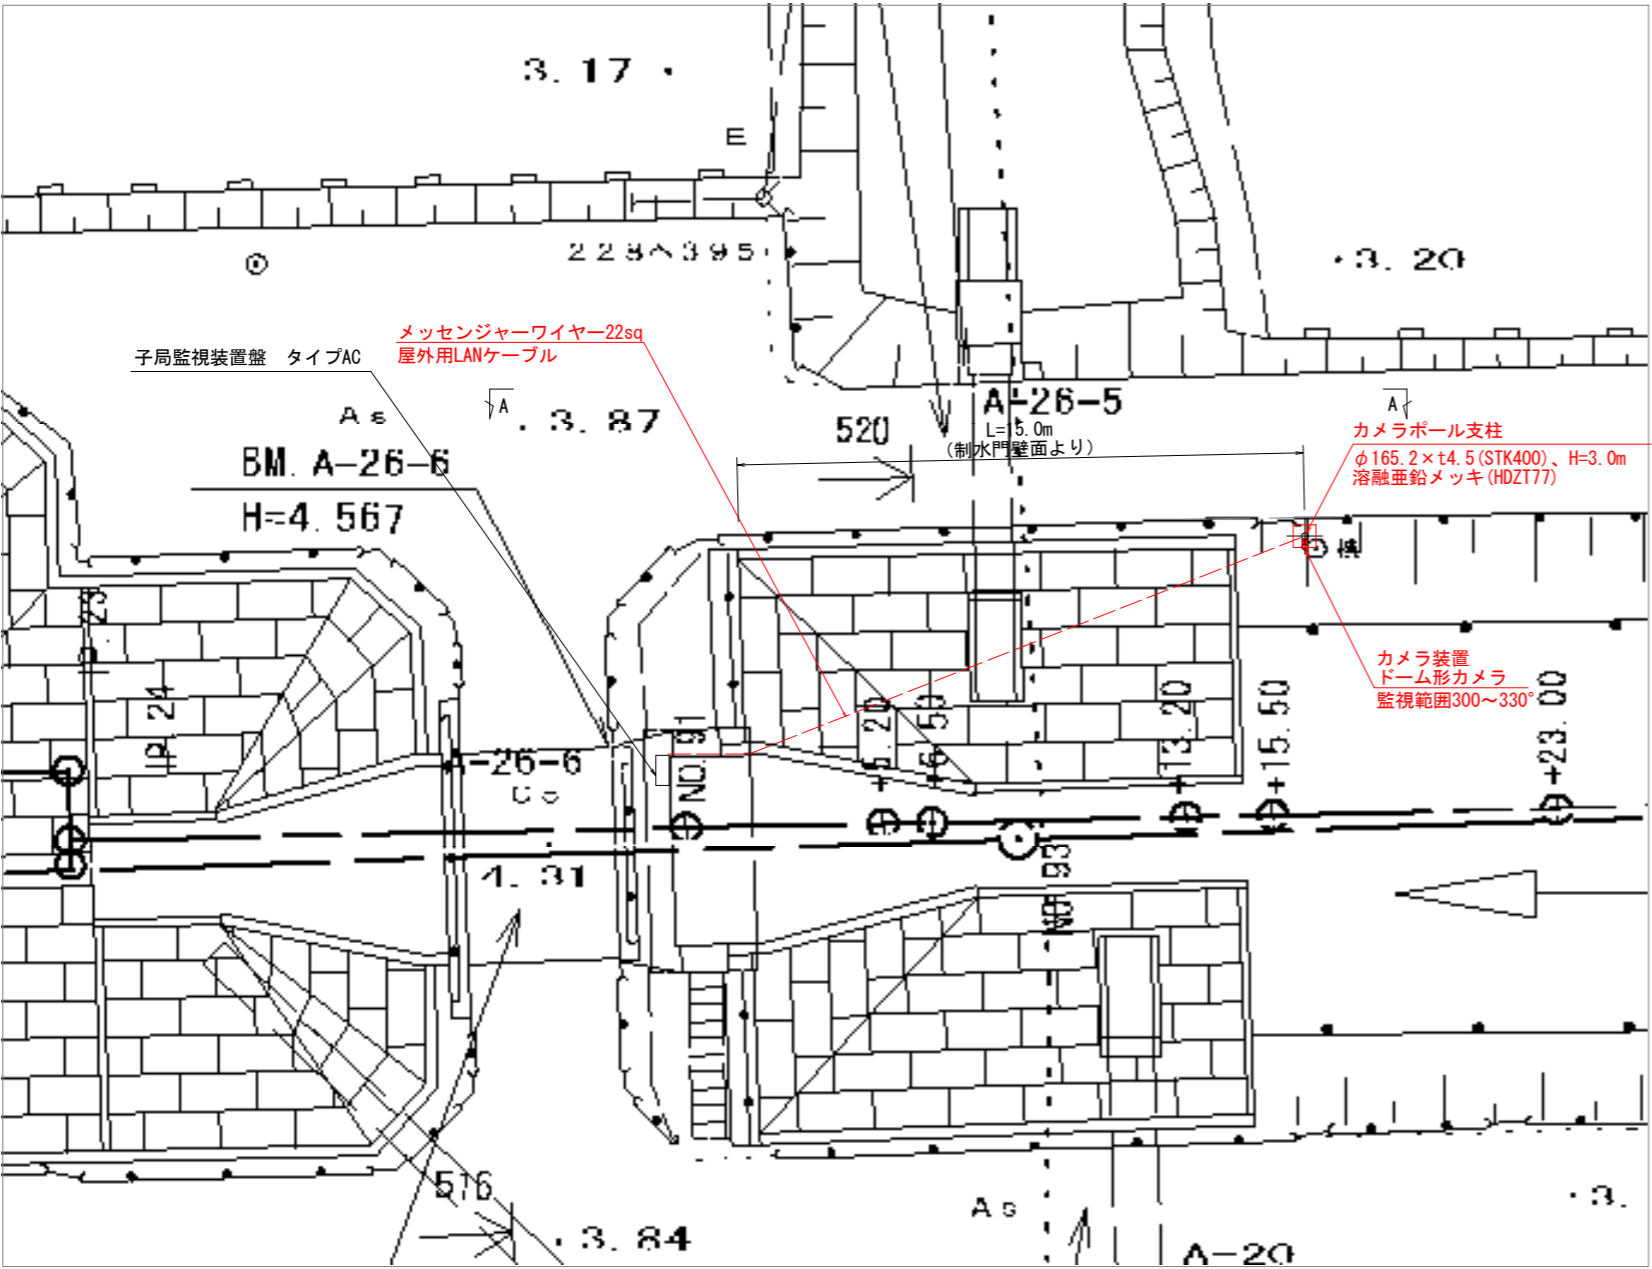 3.17
E
228へ395
・3.20
メッセンジャーワイヤー22sq
屋外用LANケーブル
子局監視装置盤 タイプAC
A
A
As
・3.87
A-26-5
520
L=15.0m
(制水門壁面より)
カメラポール支柱
φ165.2×t4.5(STK400)、H=3.0m
溶融亜鉛メッキ(HDZT77)
BM. A-26-6
H=4.567
カメラ装置
ドーム形カメラ
監視範囲300～330°
IP. 23
IP 24
-26-6
Co
NO. 91
+5.20
+6.50
+13.20
+15.50
+23.00
4.31
NO. 93
516
・3.84
As
A-20
・3.